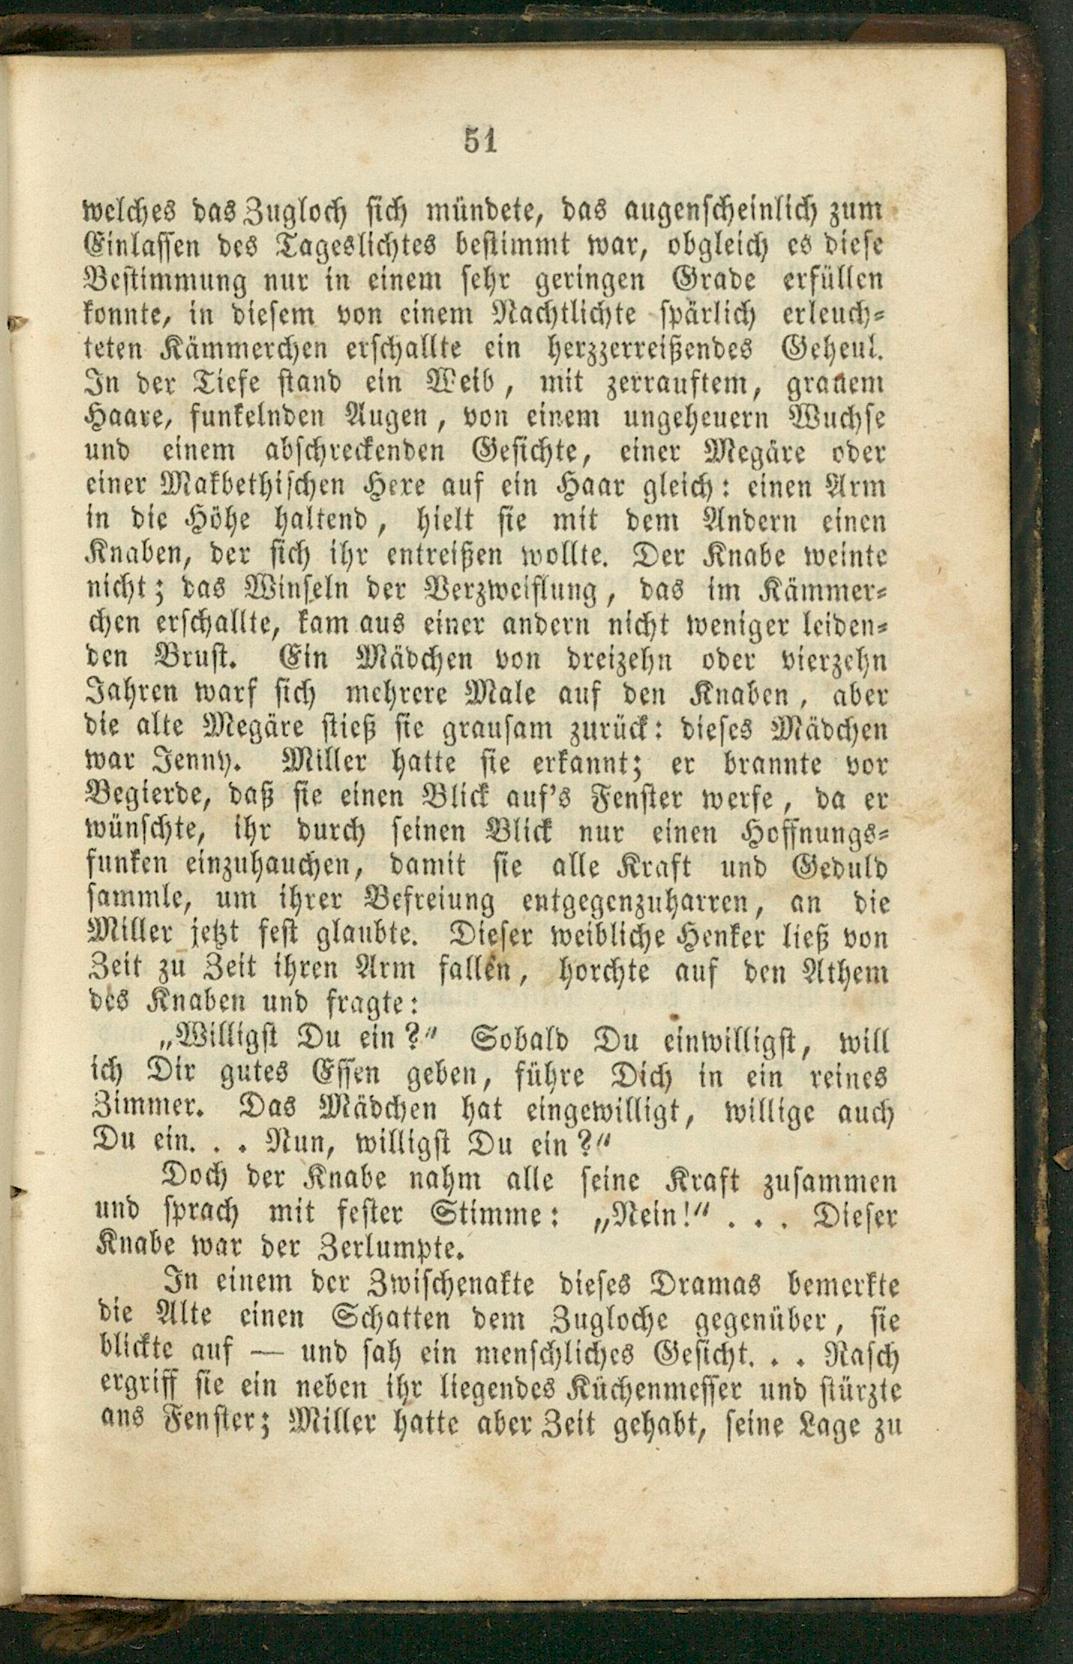 51
welches das Zugloch sich mündete, das augenscheinlich zum
Einlassen des Tageslichtes bestimmt war, obgleich es diese
Bestimmung nur in einem sehr geringen Grade erfüllen
konnte, in diesem von einem Nachtlichte spärlich erleuch-
teten Kämmerchen erschallte ein herzzerreißendes Geheul.
In der Tiefe stand ein Weib, mit zerrauftem, grauem
Haare, funkelnden Augen, von einem ungeheuern Wuchse
und einem abschreckenden Gesichte, einer Megäre oder
einer Makbethischen Hexe auf ein Haar gleich: einen Arm
in die Höhe haltend, hielt sie mit dem Andern einen
Knaben, der sich ihr entreißen wollte. Der Knabe weinte
nicht; das Winseln der Verzweiflung, das im Kämmer-
chen erschallte, kam aus einer andern nicht weniger leiden-
den Brust. Ein Mädchen von dreizehn oder vierzehn
Jahren warf sich mehrere Male auf den Knaben, aber
die alte Megäre stieß sie grausam zurück: dieses Mädchen
war Jenny. Miller hatte sie erkannt; er brannte vor
Begierde, daß sie einen Blick auf's Fenster werfe, da er
wünschte, ihr durch seinen Blick nur einen Hoffnungs-
funken einzuhauchen, damit sie alle Kraft und Geduld
sammle, um ihrer Befreiung entgegenzuharren, an die
Miller jetzt fest glaubte. Dieser weibliche Henker ließ von
Zeit zu Zeit ihren Arm fallen, horchte auf den Athem
des Knaben und fragte:
„Willigst Du ein?“ Sobald Du einwilligst, will
ich Dir gutes Essen geben, führe Dich in ein reines
Zimmer. Das Mädchen hat eingewilligt, willige auch
Du ein. . . Nun, willigst Du ein?“
Doch der Knabe nahm alle seine Kraft zusammen
und sprach mit fester Stimme: „Nein!“ . . . Dieser
Knabe war der Zerlumpte.
In einem der Zwischenakte dieses Dramas bemerkte
die Alte einen Schatten dem Zugloche gegenüber, sie
blickte auf — und sah ein menschliches Gesicht. . . Rasch
ergriff sie ein neben ihr liegendes Küchenmesser und stürzte
ans Fenster; Miller hatte aber Zeit gehabt, seine Lage zu